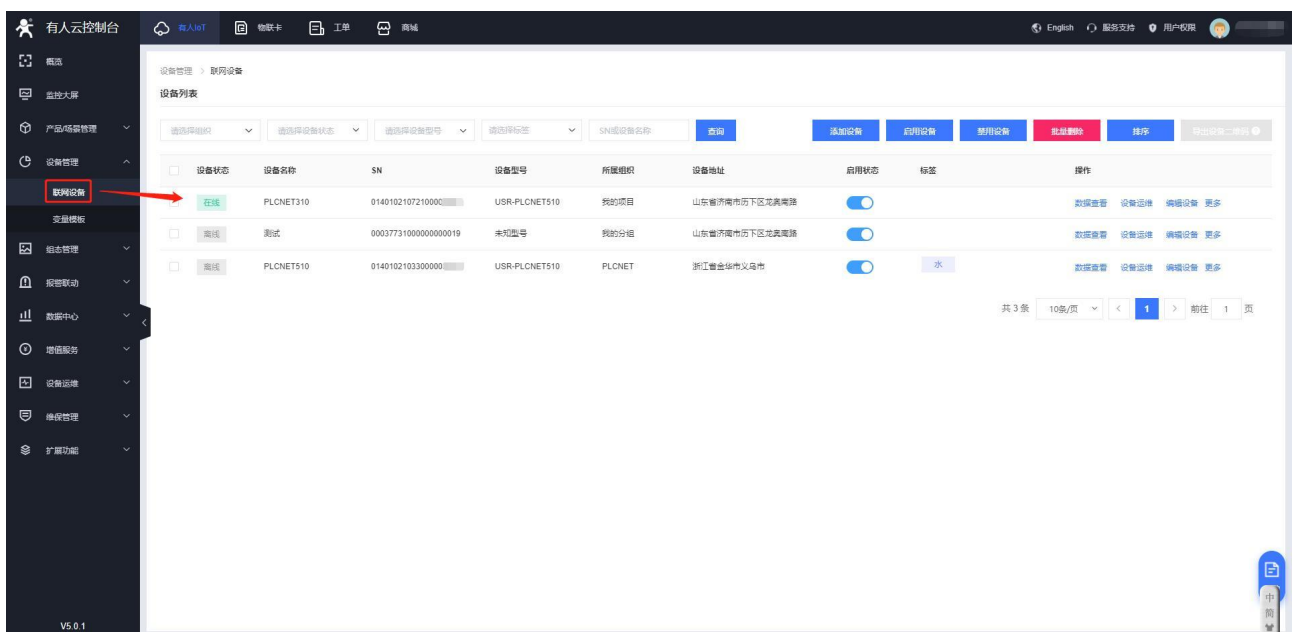 有人云控制台 有人IoT 物联卡 工单 商城 English 服务支持 用户权限
概览
监控大屏
产品/场景管理
设备管理
联网设备
变量模板
组态管理
报警联动
数据中心
增值服务
设备运维
维保管理
扩展功能
V5.0.1
设备管理 > 联网设备
设备列表
请选择组织 请选择设备状态 请选择设备型号 请选择标签 SN或设备名称 查询 添加设备 启用设备 禁用设备 批量删除 排序 导出设备二维码
设备状态 设备名称 SN 设备型号 所属组织 设备地址 启用状态 标签 操作
在线 PLCNET310 0140102107210000 USR-PLCNET510 我的项目 山东省济南市历下区龙奥南路 数据查看 设备运维 编辑设备 更多
离线 测试 00037731000000000019 未知型号 我的分组 山东省济南市历下区龙奥南路 数据查看 设备运维 编辑设备 更多
离线 PLCNET510 0140102103300000 USR-PLCNET510 PLCNET 浙江省金华市义乌市 水 数据查看 设备运维 编辑设备 更多
共 3 条 10条/页 < 1 > 前往 1 页
中
简